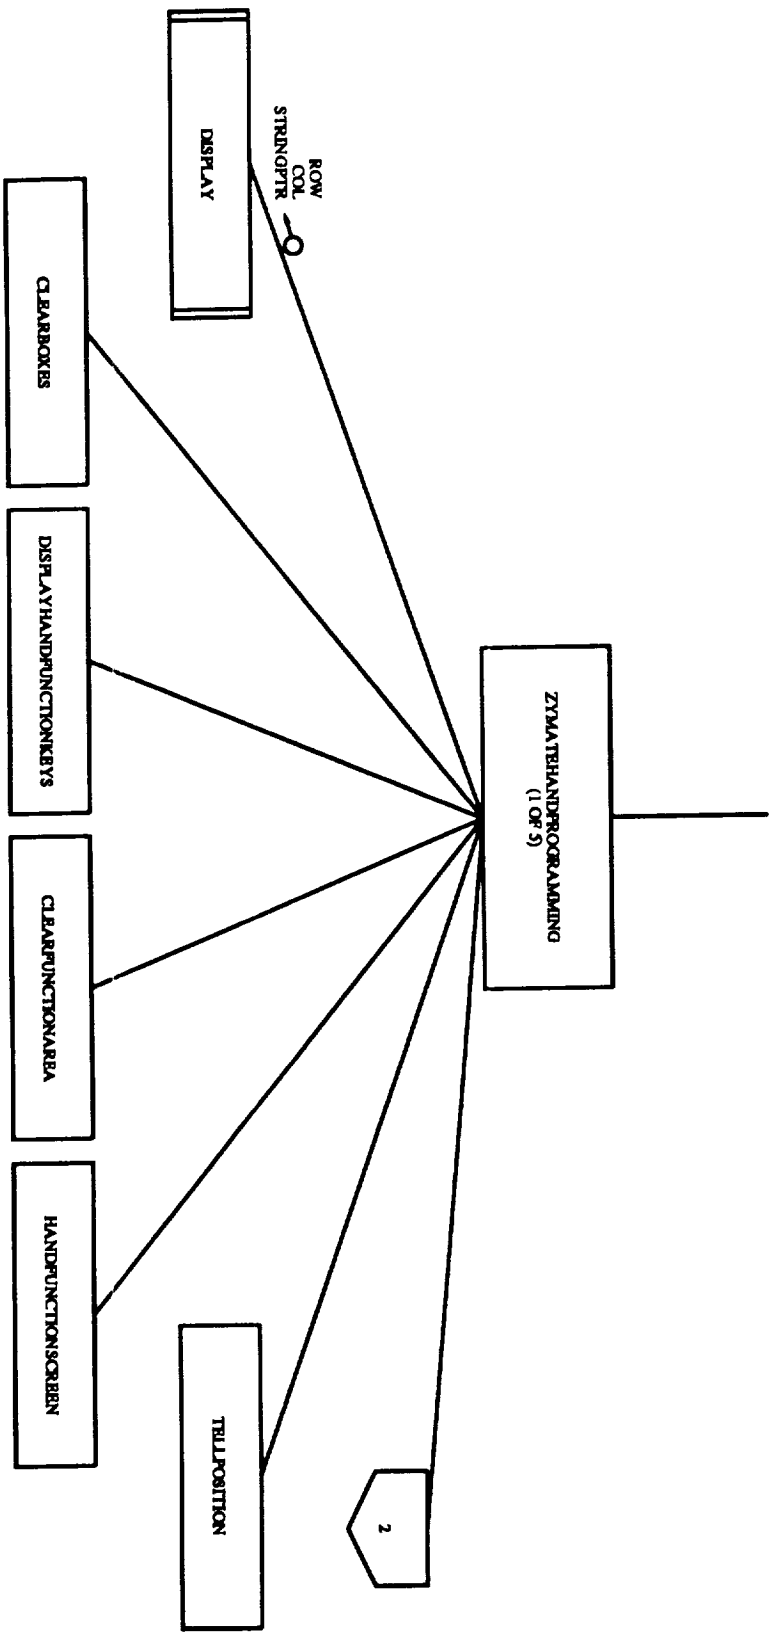 ZYMATEHANDPROGRAMMING
(1 OF 5)
ROW
COL
STRINGPTR
DISPLAY
2
TELLPOSITION
CLEARBOXES
DISPLAYHANDFUNCTIONKEYS
CLEARFUNCTIONAREA
HANDFUNCTIONSCREEN